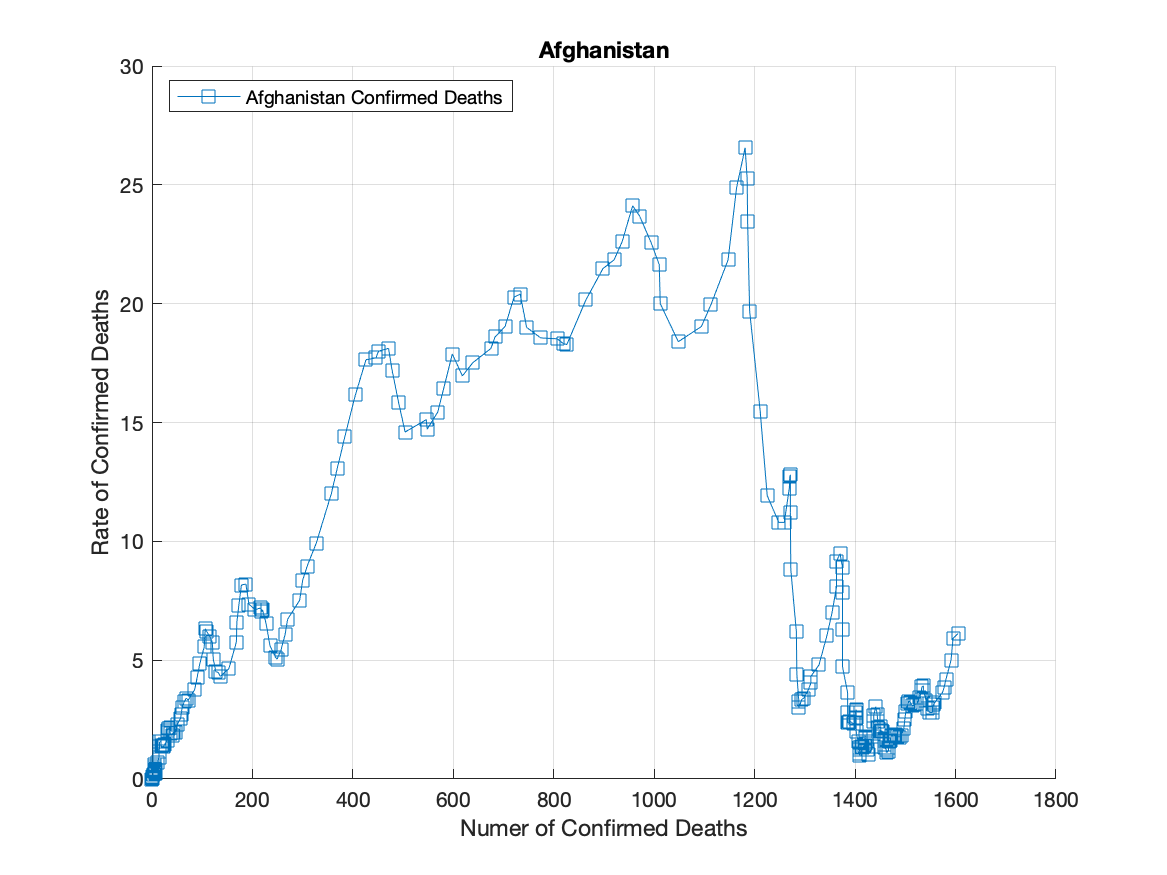 Afghanistan
30
Afghanistan Confirmed Deaths
25
20
15
10
5
0
Rate of Confirmed Deaths
0 200 400 600 800 1000 1200 1400 1600 1800
Numer of Confirmed Deaths